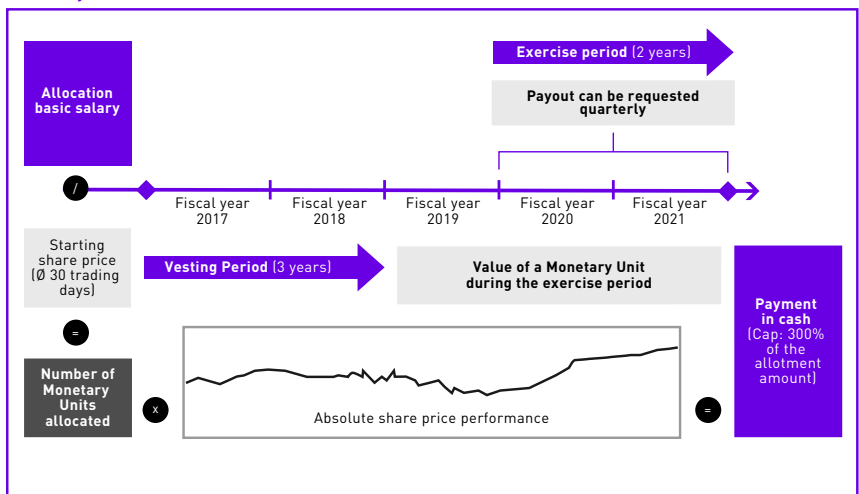 Exercise period (2 years)
Allocation
basic salary
Payout can be requested
quarterly
/
Fiscal year
2017
Fiscal year
2018
Fiscal year
2019
Fiscal year
2020
Fiscal year
2021
Starting
share price
(Ø 30 trading
days)
Vesting Period (3 years)
Value of a Monetary Unit
during the exercise period
=
Number of
Monetary
Units
allocated
x
Absolute share price performance
=
Payment
in cash
(Cap: 300%
of the
allotment
amount)